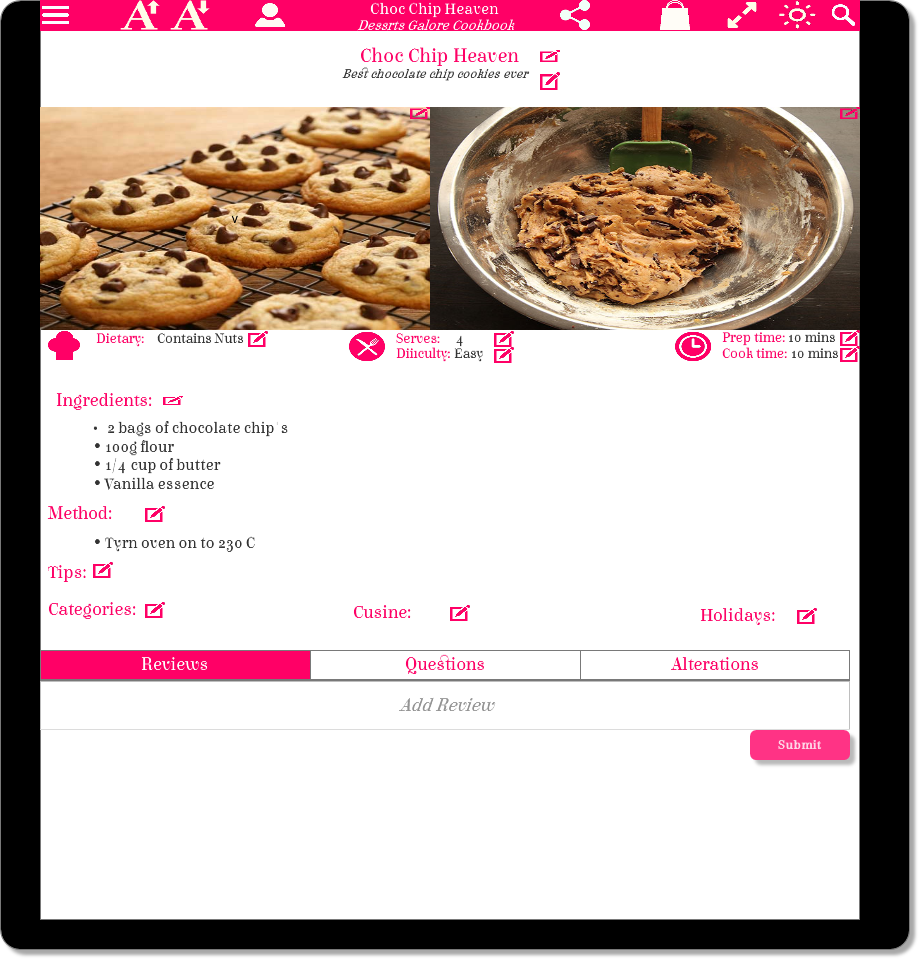 A A
Choc Chip Heaven
Dessrts Galore Cookbook
Choc Chip Heaven
Best chocolate chip cookies ever
v
Dietary: Contains Nuts
Serves: 4
Diiiculty: Easy
Prep time: 10 mins
Cook time: 10 mins
Ingredients:
• 2 bags of chocolate chip's
• 100g flour
• 1/4 cup of butter
• Vanilla essence
Method:
• Tyrn oven on to 230 C
Tips:
Categories: Cusine: Holidays:
Reviews Questions Alterations
Add Review
Submit